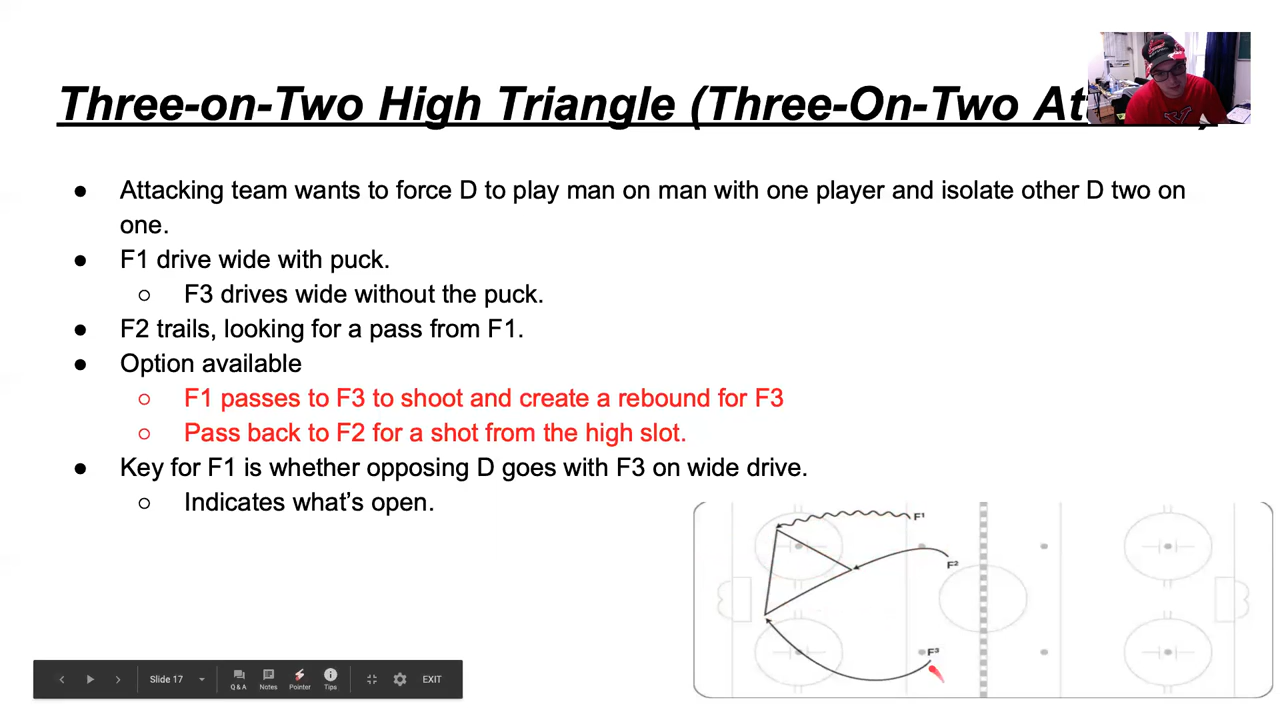 Three-on-Two High Triangle (Three-On-Two At
Attacking team wants to force D to play man on man with one player and isolate other D two on
one.
F1 drive wide with puck.
F3 drives wide without the puck.
F2 trails, looking for a pass from F1.
Option available
F1 passes to F3 to shoot and create a rebound for F3
Pass back to F2 for a shot from the high slot.
Key for F1 is whether opposing D goes with F3 on wide drive.
Indicates what's open.
F1
F2
F3
Slide 17
Q & A
Notes
Pointer
Tips
EXIT